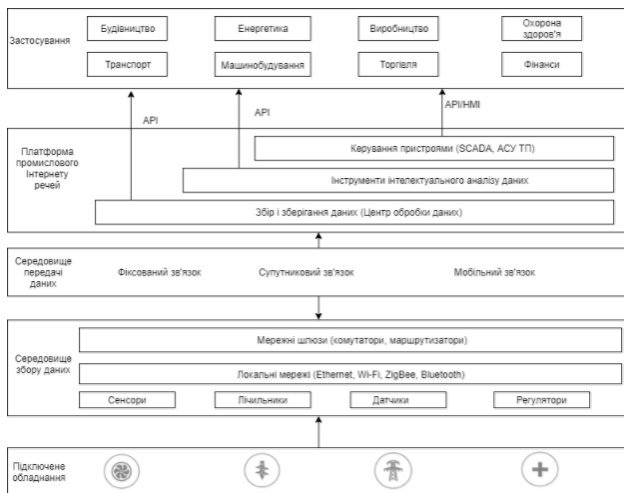 Застосування
Будівництво
Енергетика
Виробництво
Охорона
здоров'я
Транспорт
Машинобудування
Торгівля
Фінанси
API
API
API/HMI
Платформа
промислового
Інтернету
речей
Керування пристроями (SCADA, АСУ ТП)
Інструменти інтелектуального аналізу даних
Збір і зберігання даних (Центр обробки даних)
Середовище
передачі
даних
Фіксований зв'язок
Супутниковий зв'язок
Мобільний зв'язок
Середовище
збору даних
Мережні шлюзи (комутатори, маршрутизатори)
Локальні мережі (Ethernet, Wi-Fi, ZigBee, Bluetooth)
Сенсори
Лічильники
Датчики
Регулятори
Підключене
обладнання